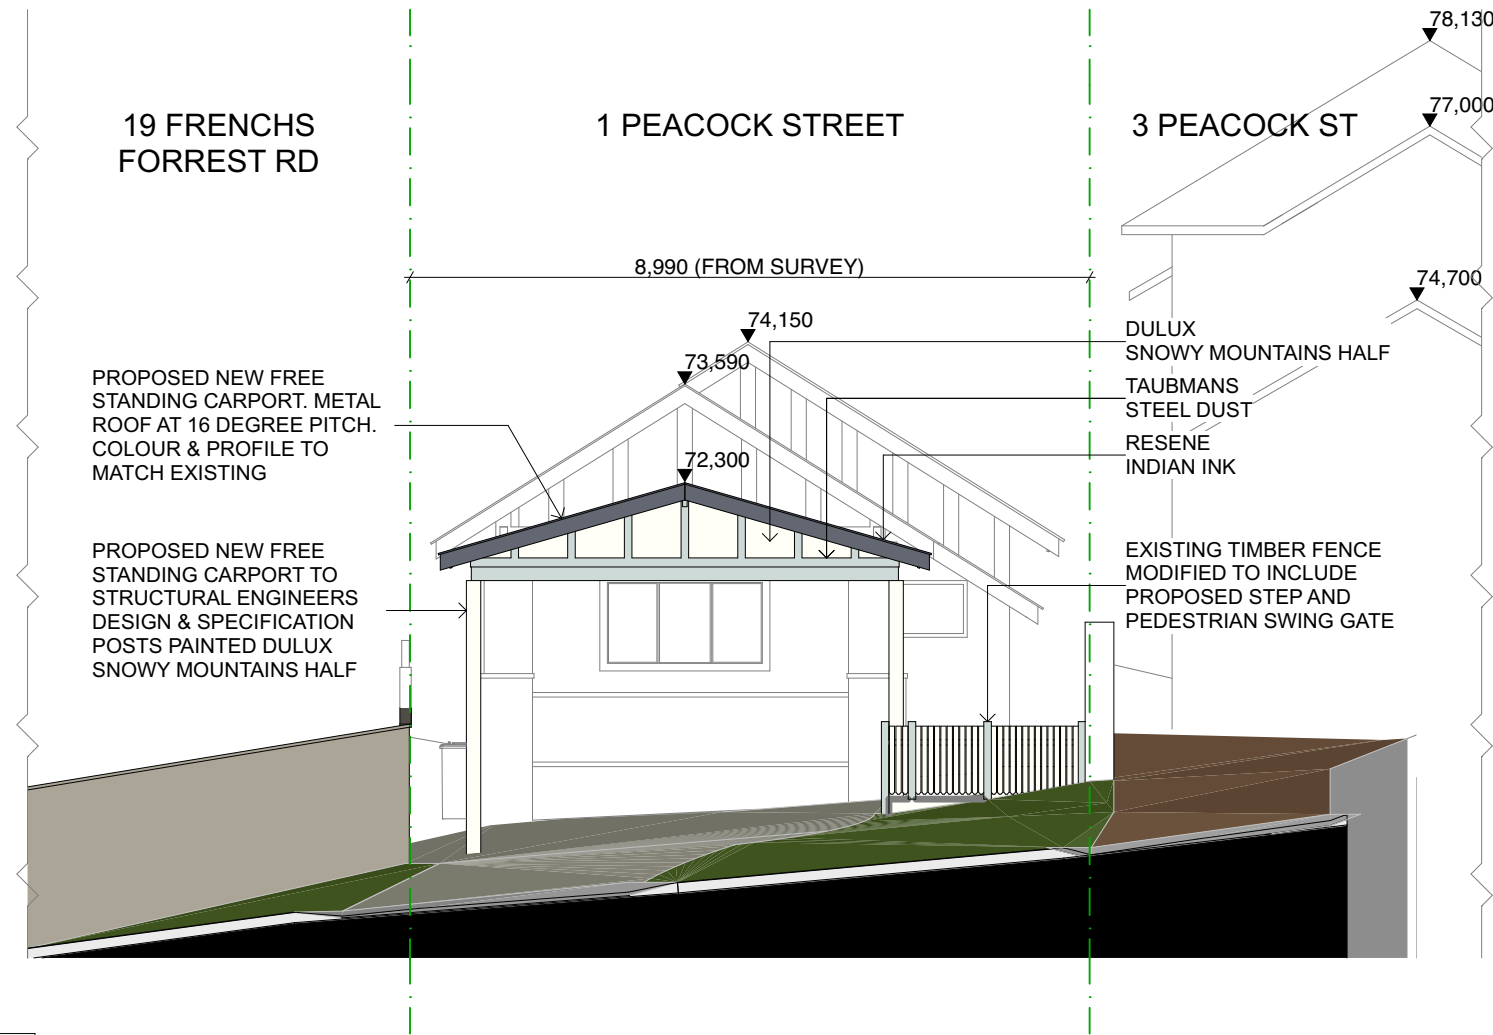 78,130
77,000
19 FRENCHS
FORREST RD
1 PEACOCK STREET
3 PEACOCK ST
8,990 (FROM SURVEY)
74,700
74,150
73,590
72,300
DULUX
SNOWY MOUNTAINS HALF
TAUBMANS
STEEL DUST
RESENE
INDIAN INK
PROPOSED NEW FREE
STANDING CARPORT. METAL
ROOF AT 16 DEGREE PITCH.
COLOUR & PROFILE TO
MATCH EXISTING
PROPOSED NEW FREE
STANDING CARPORT TO
STRUCTURAL ENGINEERS
DESIGN & SPECIFICATION
POSTS PAINTED DULUX
SNOWY MOUNTAINS HALF
EXISTING TIMBER FENCE
MODIFIED TO INCLUDE
PROPOSED STEP AND
PEDESTRIAN SWING GATE